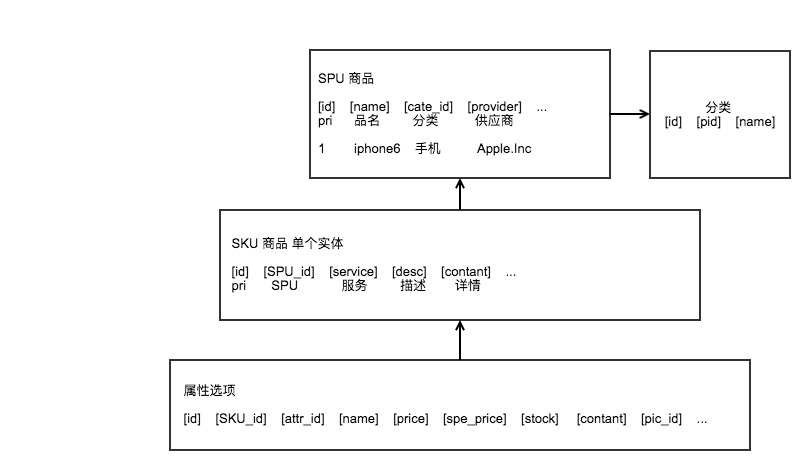 SPU 商品
[id] [name] [cate_id] [provider] ...
pri 品名 分类 供应商
1 iphone6 手机 Apple.Inc
分类
[id] [pid] [name]
SKU 商品 单个实体
[id] [SPU_id] [service] [desc] [contant] ...
pri SPU 服务 描述 详情
属性选项
[id] [SKU_id] [attr_id] [name] [price] [spe_price] [stock] [contant] [pic_id] ...